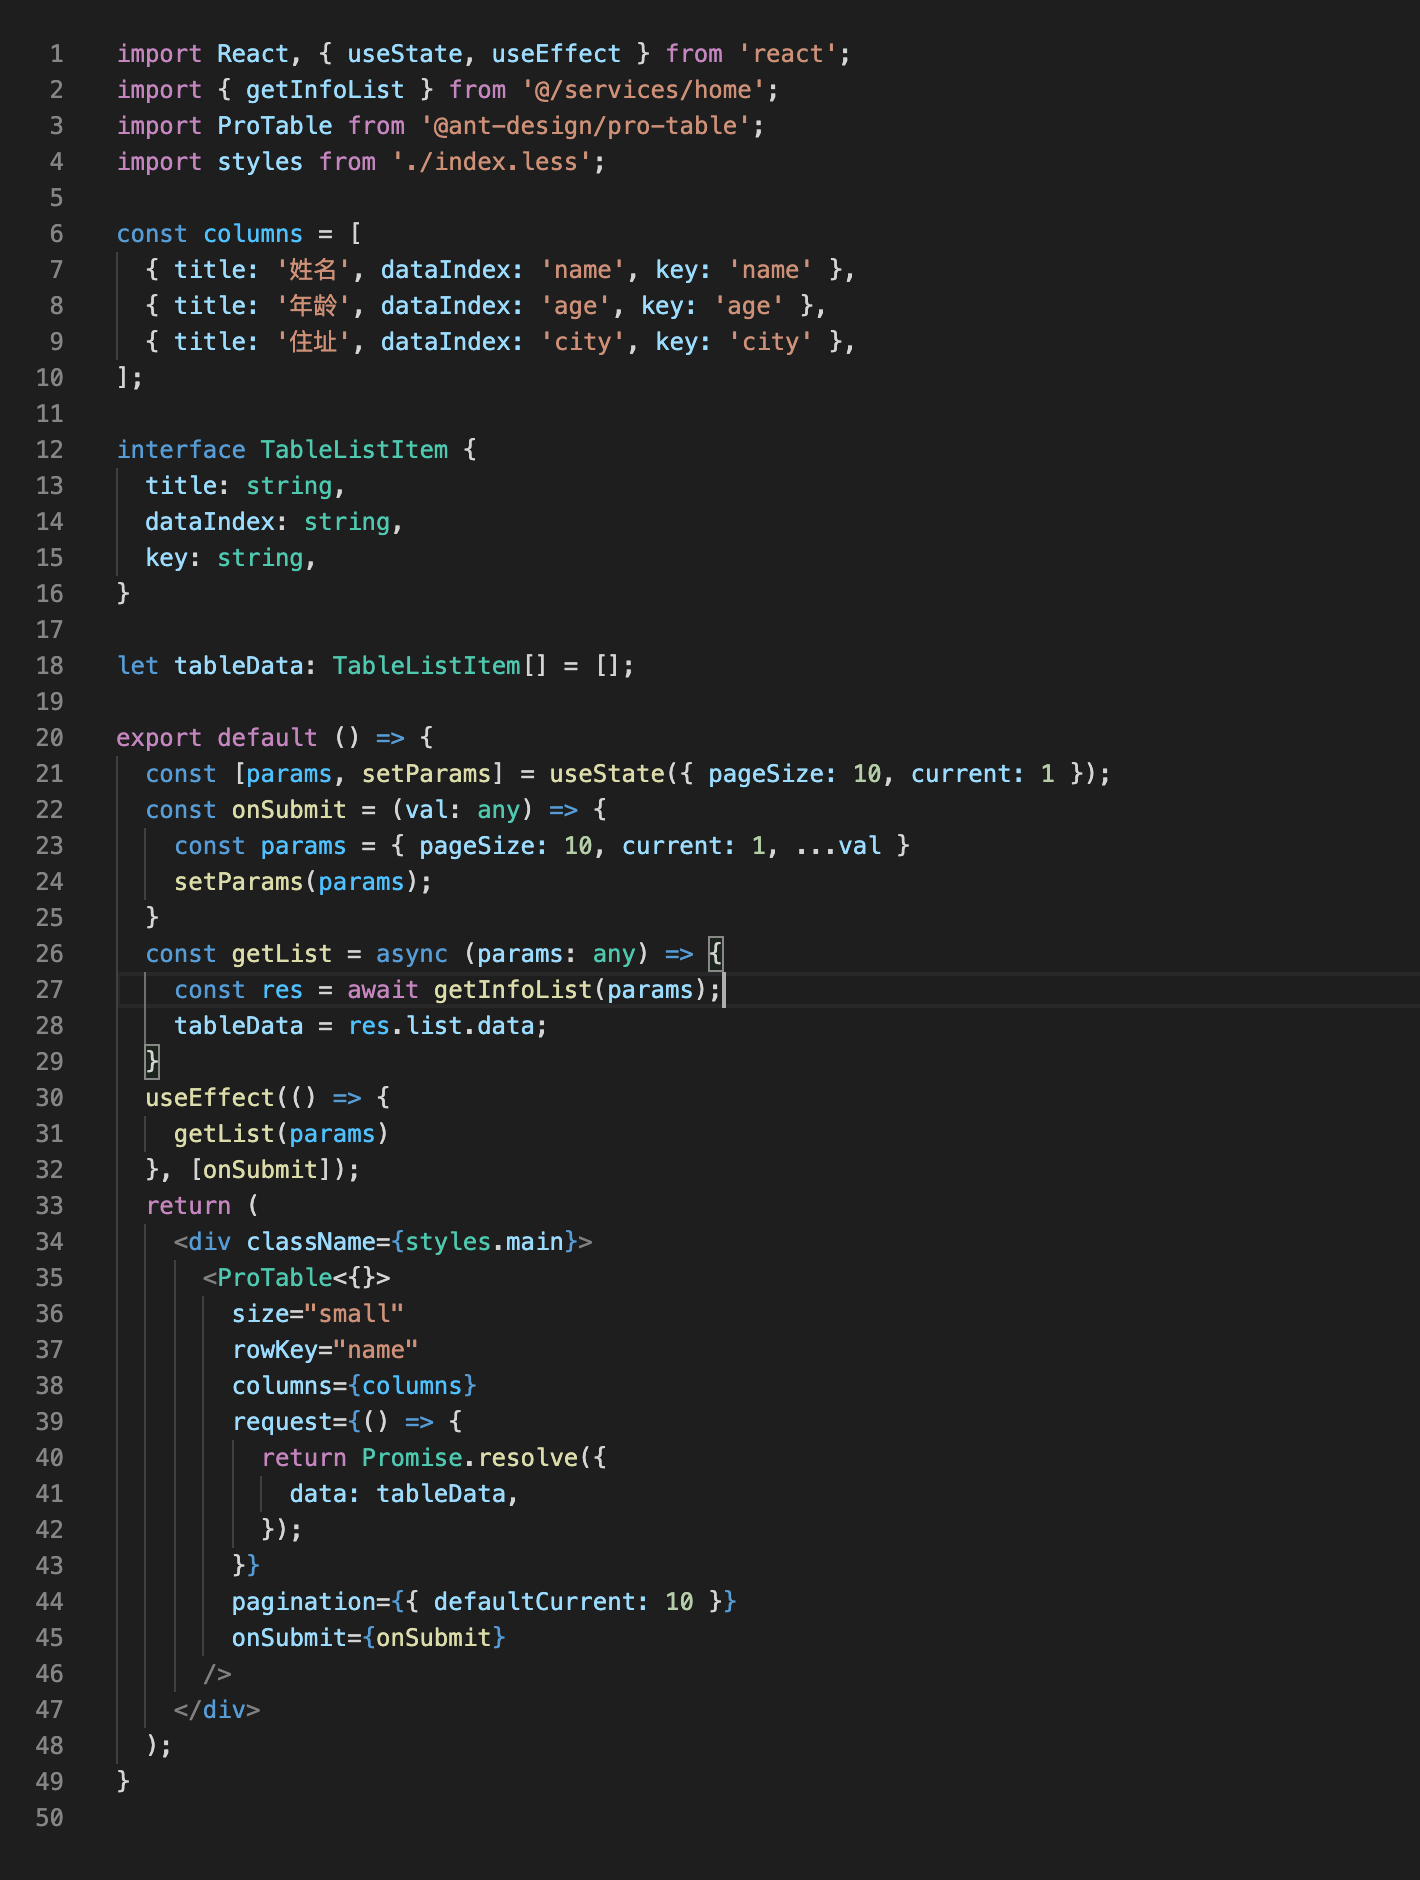 1 import React, { useState, useEffect } from 'react';
2 import { getInfoList } from '@/services/home';
3 import ProTable from '@ant-design/pro-table';
4 import styles from './index.less';
5
6 const columns = [
7   { title: '姓名', dataIndex: 'name', key: 'name' },
8   { title: '年龄', dataIndex: 'age', key: 'age' },
9   { title: '住址', dataIndex: 'city', key: 'city' },
10 ];
11
12 interface TableListItem {
13   title: string,
14   dataIndex: string,
15   key: string,
16 }
17
18 let tableData: TableListItem[] = [];
19
20 export default () => {
21   const [params, setParams] = useState({ pageSize: 10, current: 1 });
22   const onSubmit = (val: any) => {
23     const params = { pageSize: 10, current: 1, ...val }
24     setParams(params);
25   }
26   const getList = async (params: any) => {
27     const res = await getInfoList(params);
28     tableData = res.list.data;
29   }
30   useEffect(() => {
31     getList(params)
32   }, [onSubmit]);
33   return (
34     <div className={styles.main}>
35       <ProTable<{}>
36         size="small"
37         rowKey="name"
38         columns={columns}
39         request={() => {
40           return Promise.resolve({
41             data: tableData,
42           });
43         }}
44         pagination={{ defaultCurrent: 10 }}
45         onSubmit={onSubmit}
46       />
47     </div>
48   );
49 }
50